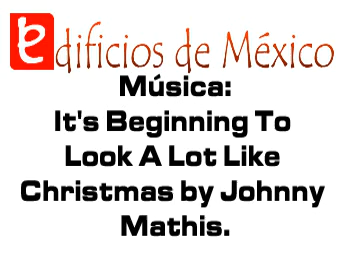 edificios de México
Música:
It's Beginning To
Look A Lot Like
Christmas by Johnny
Mathis.